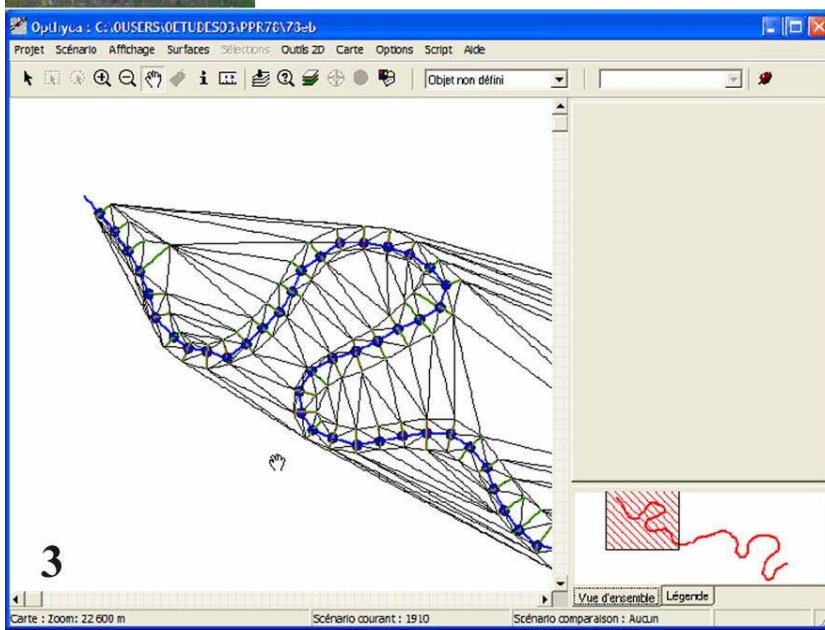 Opthyca : C:\0USERS\0ETUDES03\PPR78\78eb
Projet Scénario Affichage Surfaces Sélections Outils 2D Carte Options Script Aide
Objet non défini
3
Vue d'ensemble Légende
Carte : Zoom: 22 600 m Scénario courant : 1910 Scénario comparaison : Aucun